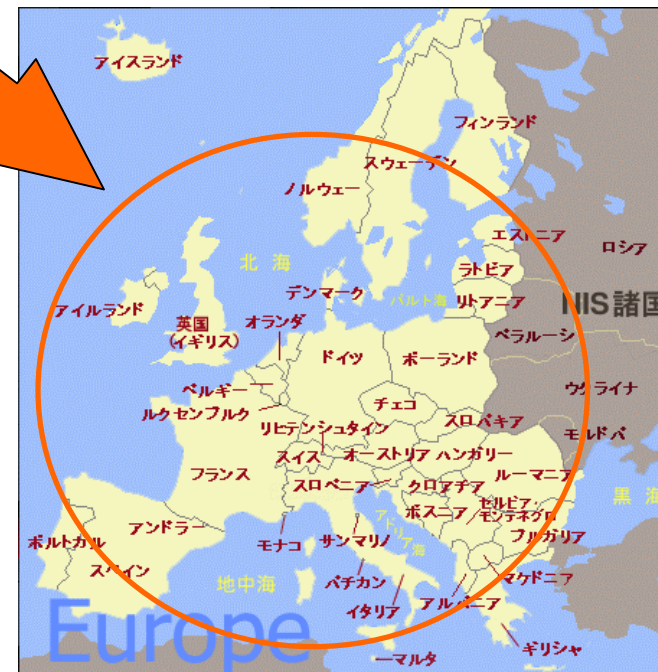 アイスランド
フィンランド
スウェーデン
ノルウェー
エストニア
ロシア
北 海
ラトビア
デンマーク
バルト海
リトアニア
NIS諸国
アイルランド
英国
(イギリス)
オランダ
ベラルーシ
ドイツ
ポーランド
ベルギー
ウクライナ
チェコ
ルクセンブルク
スロバキア
リヒテンシュタイン
モルドバ
スイス
オーストリア
ハンガリー
フランス
スロベニア
クロアチア
ルーマニア
黒 海
ボスニア
セルビア/
/モンテネグロ
アドリア海
アンドラー
ポルトガル
モナコ
サンマリノ
ブルガリア
スペイン
地中海
バチカン
マケドニア
イタリア
アルバニア
Europe
ギリシャ
マルタ